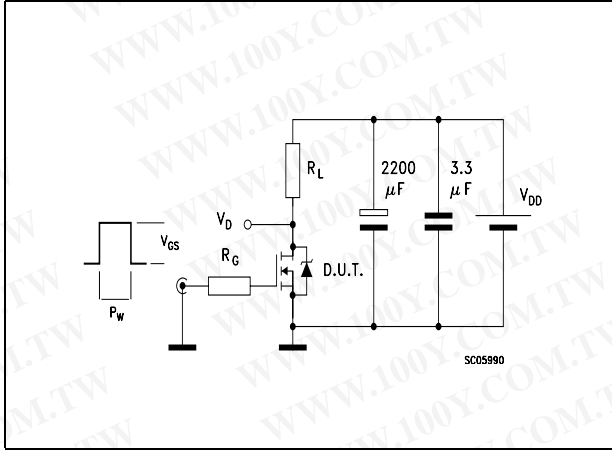 WWW.100Y.COM.TW
R_L
2200
μF
3.3
μF
V_DD
V_D
V_GS
R_G
D.U.T.
P_W
SC05990